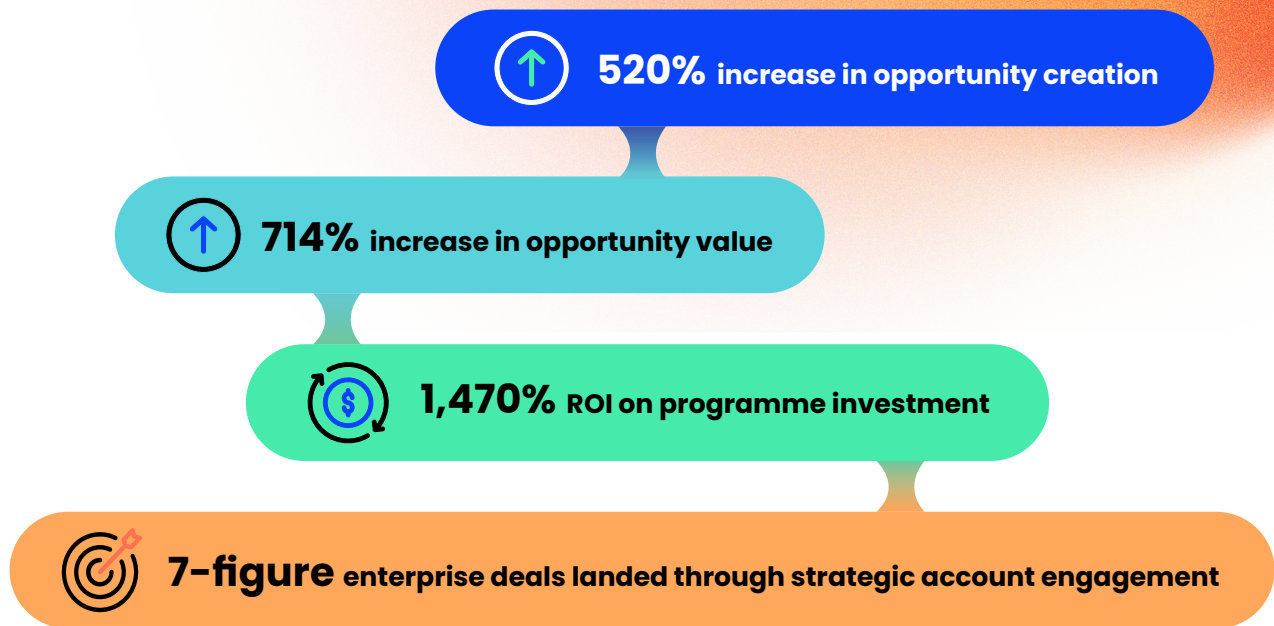 520% increase in opportunity creation
714% increase in opportunity value
$
1,470% ROI on programme investment
7-figure enterprise deals landed through strategic account engagement